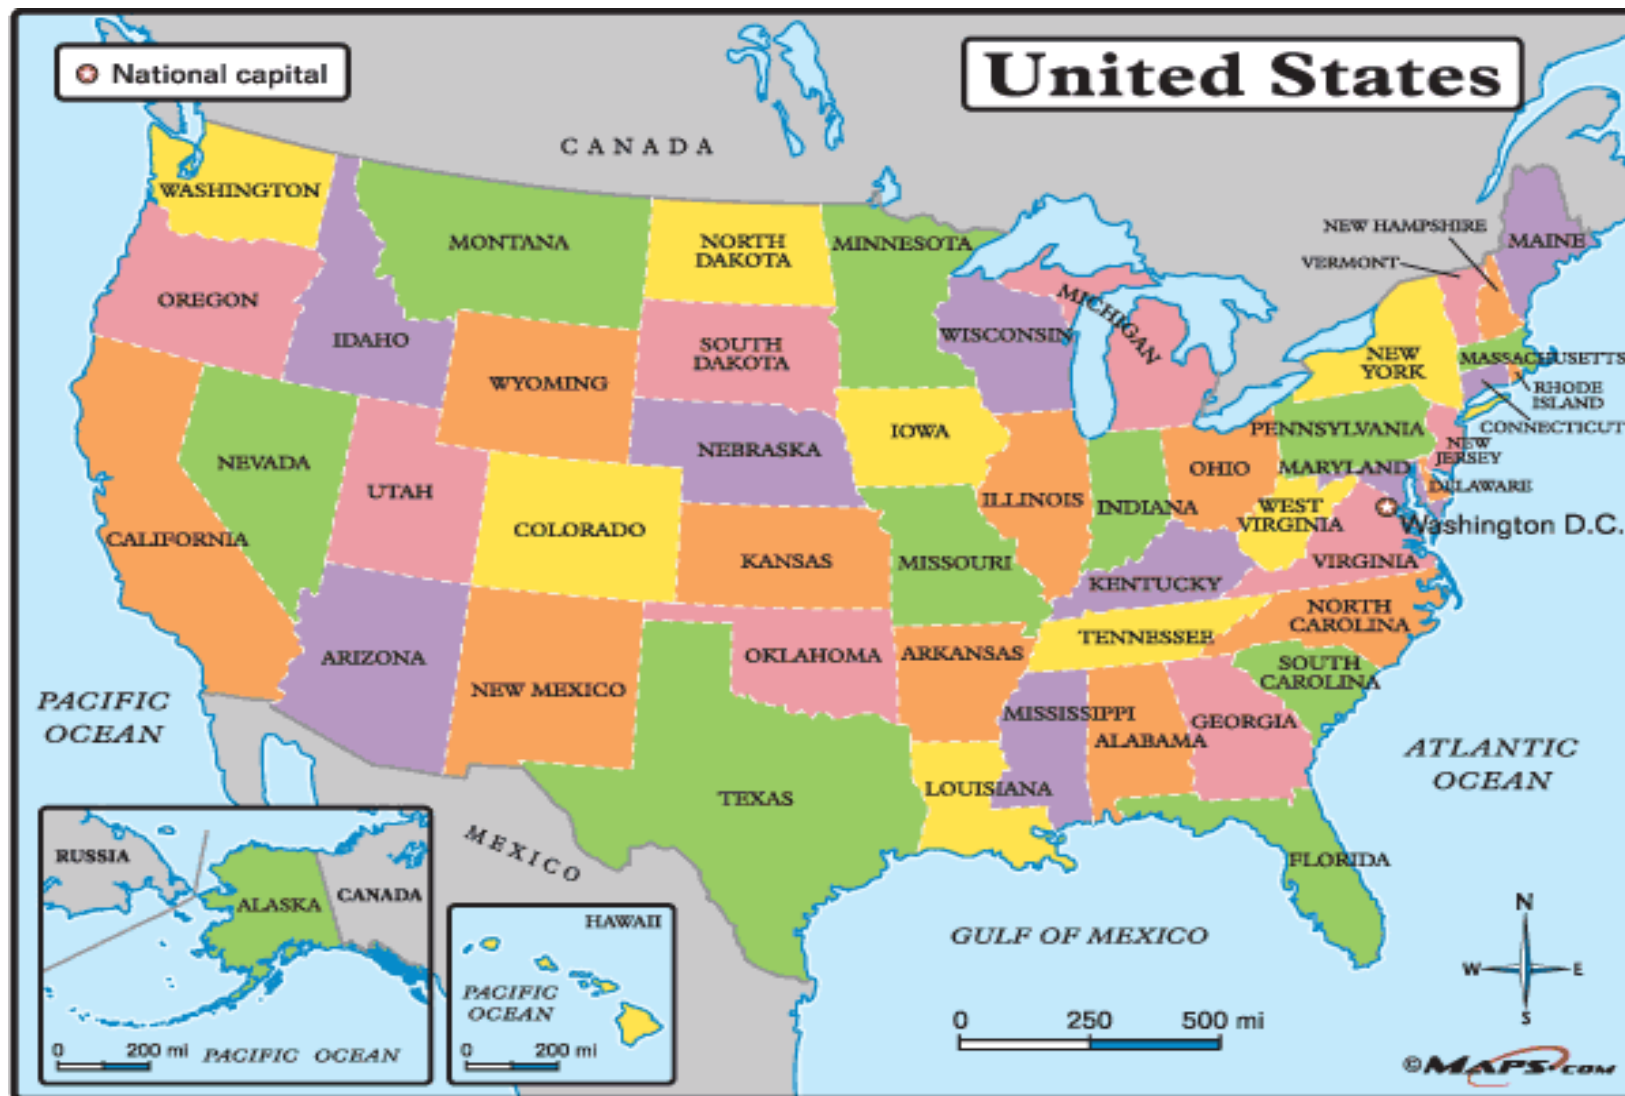 National capital
United States
CANADA
WASHINGTON
MONTANA
NORTH
DAKOTA
MINNESOTA
NEW HAMPSHIRE
MAINE
VERMONT
OREGON
IDAHO
WYOMING
SOUTH
DAKOTA
WISCONSIN
MICHIGAN
NEW
YORK
MASSACHUSETTS
RHODE
ISLAND
CONNECTICUT
NEVADA
UTAH
NEBRASKA
IOWA
ILLINOIS
INDIANA
OHIO
PENNSYLVANIA
NEW
JERSEY
MARYLAND
DELAWARE
WEST
VIRGINIA
Washington D.C.
CALIFORNIA
COLORADO
KANSAS
MISSOURI
KENTUCKY
VIRGINIA
ARIZONA
NEW MEXICO
OKLAHOMA
ARKANSAS
TENNESSEE
NORTH
CAROLINA
SOUTH
CAROLINA
MISSISSIPPI
ALABAMA
GEORGIA
PACIFIC
OCEAN
ATLANTIC
OCEAN
TEXAS
LOUISIANA
FLORIDA
MEXICO
GULF OF MEXICO
RUSSIA
ALASKA
CANADA
0 200 mi
PACIFIC OCEAN
HAWAII
PACIFIC
OCEAN
0 200 mi
0 250 500 mi
N
W E
S
©MAPS.COM